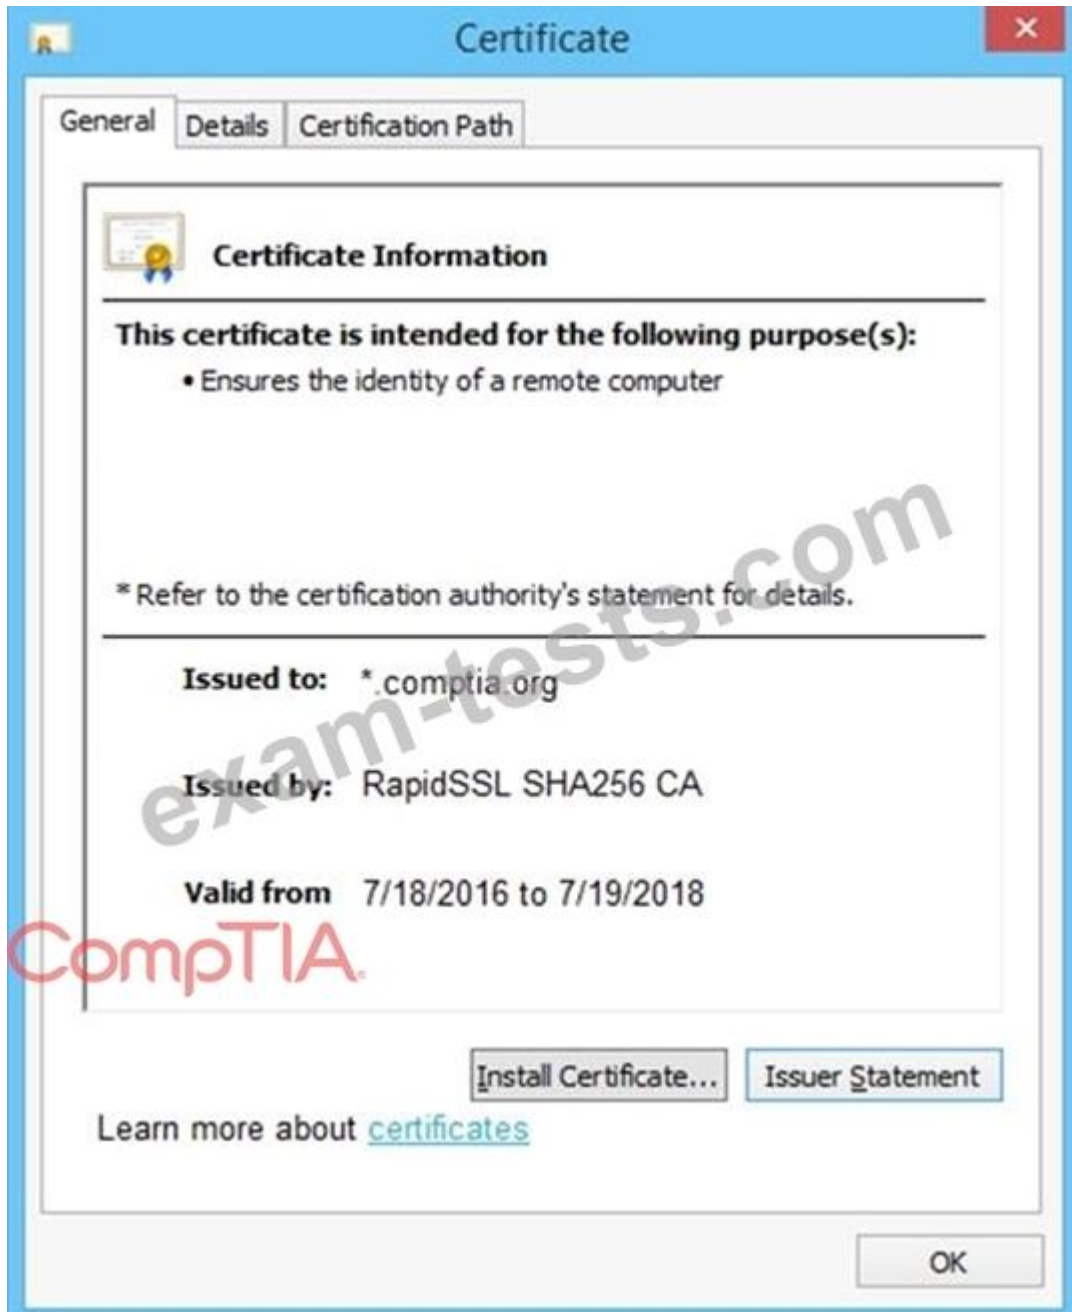 Certificate
General Details Certification Path
Certificate Information
This certificate is intended for the following purpose(s):
• Ensures the identity of a remote computer
* Refer to the certification authority's statement for details.
Issued to: *.comptia.org
Issued by: RapidSSL SHA256 CA
Valid from 7/18/2016 to 7/19/2018
exam-tests.com
CompTIA.
Install Certificate... Issuer Statement
Learn more about certificates
OK